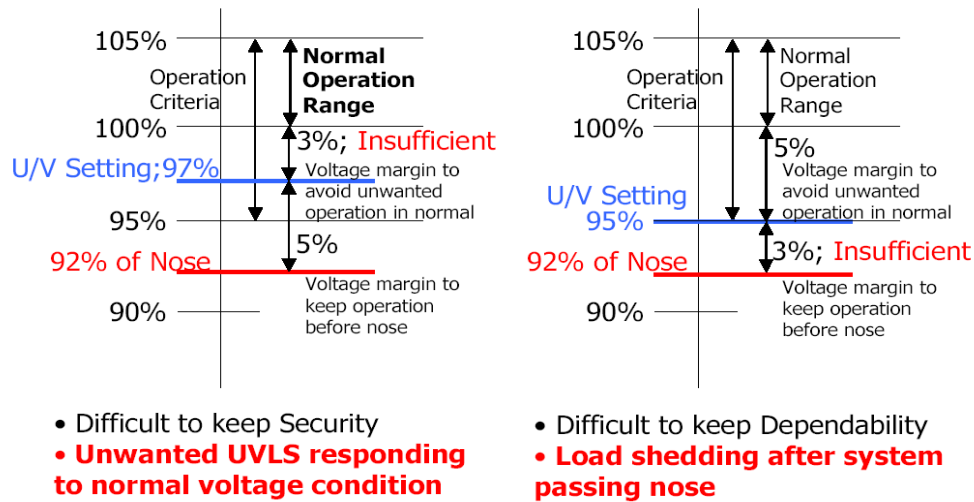 105%
Operation
Criteria
Normal
Operation
Range
100%
3%; Insufficient
U/V Setting;97%
Voltage margin to
avoid unwanted
operation in normal
95%
5%
92% of Nose
Voltage margin to
keep operation
before nose
90%
• Difficult to keep Security
• Unwanted UVLS responding
to normal voltage condition
105%
Operation
Criteria
Normal
Operation
Range
100%
5%
Voltage margin to
avoid unwanted
operation in normal
U/V Setting
95%
3%; Insufficient
92% of Nose
Voltage margin to
keep operation
before nose
90%
• Difficult to keep Dependability
• Load shedding after system
passing nose